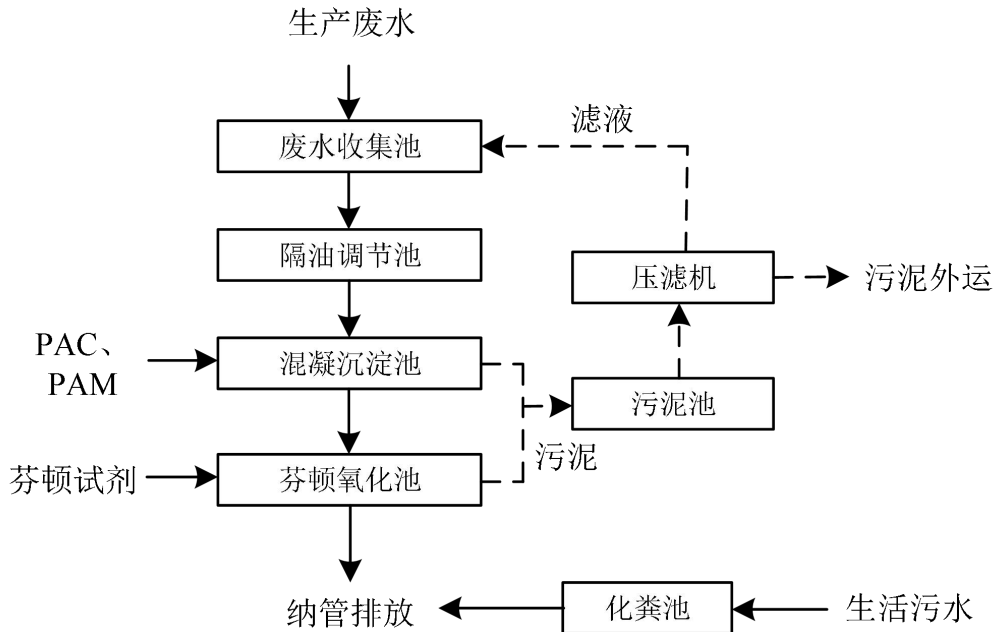 生产废水
滤液
废水收集池
隔油调节池
压滤机
污泥外运
PAC、
PAM
混凝沉淀池
污泥池
污泥
芬顿试剂
芬顿氧化池
纳管排放
化粪池
生活污水